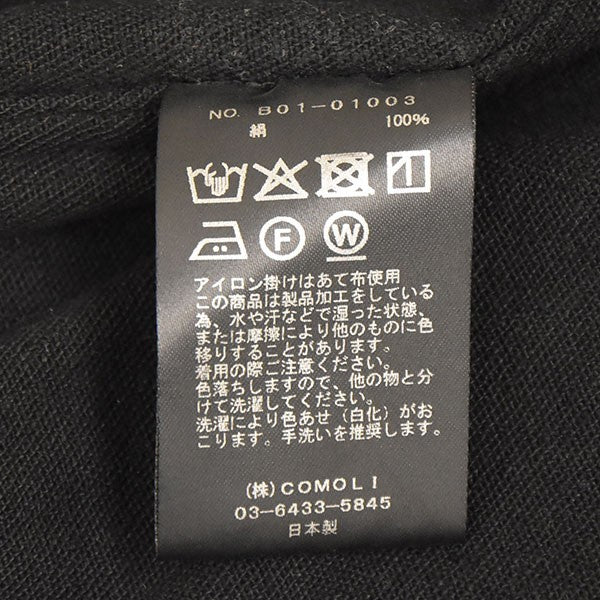 NO. B01-01003
絹 100%
F W
アイロン掛けはあて布使用
この商品は製品加工をしている
為、水や汗などで湿った状態、
または摩擦により他のものに色
移りすることがあります。
着用の際ご注意ください。
色落ちしますので、他の物と分
けて洗濯してください。
洗濯により色あせ(白化)がお
こります。手洗いを推奨します。
(株)COMOLI
03-6433-5845
日本製